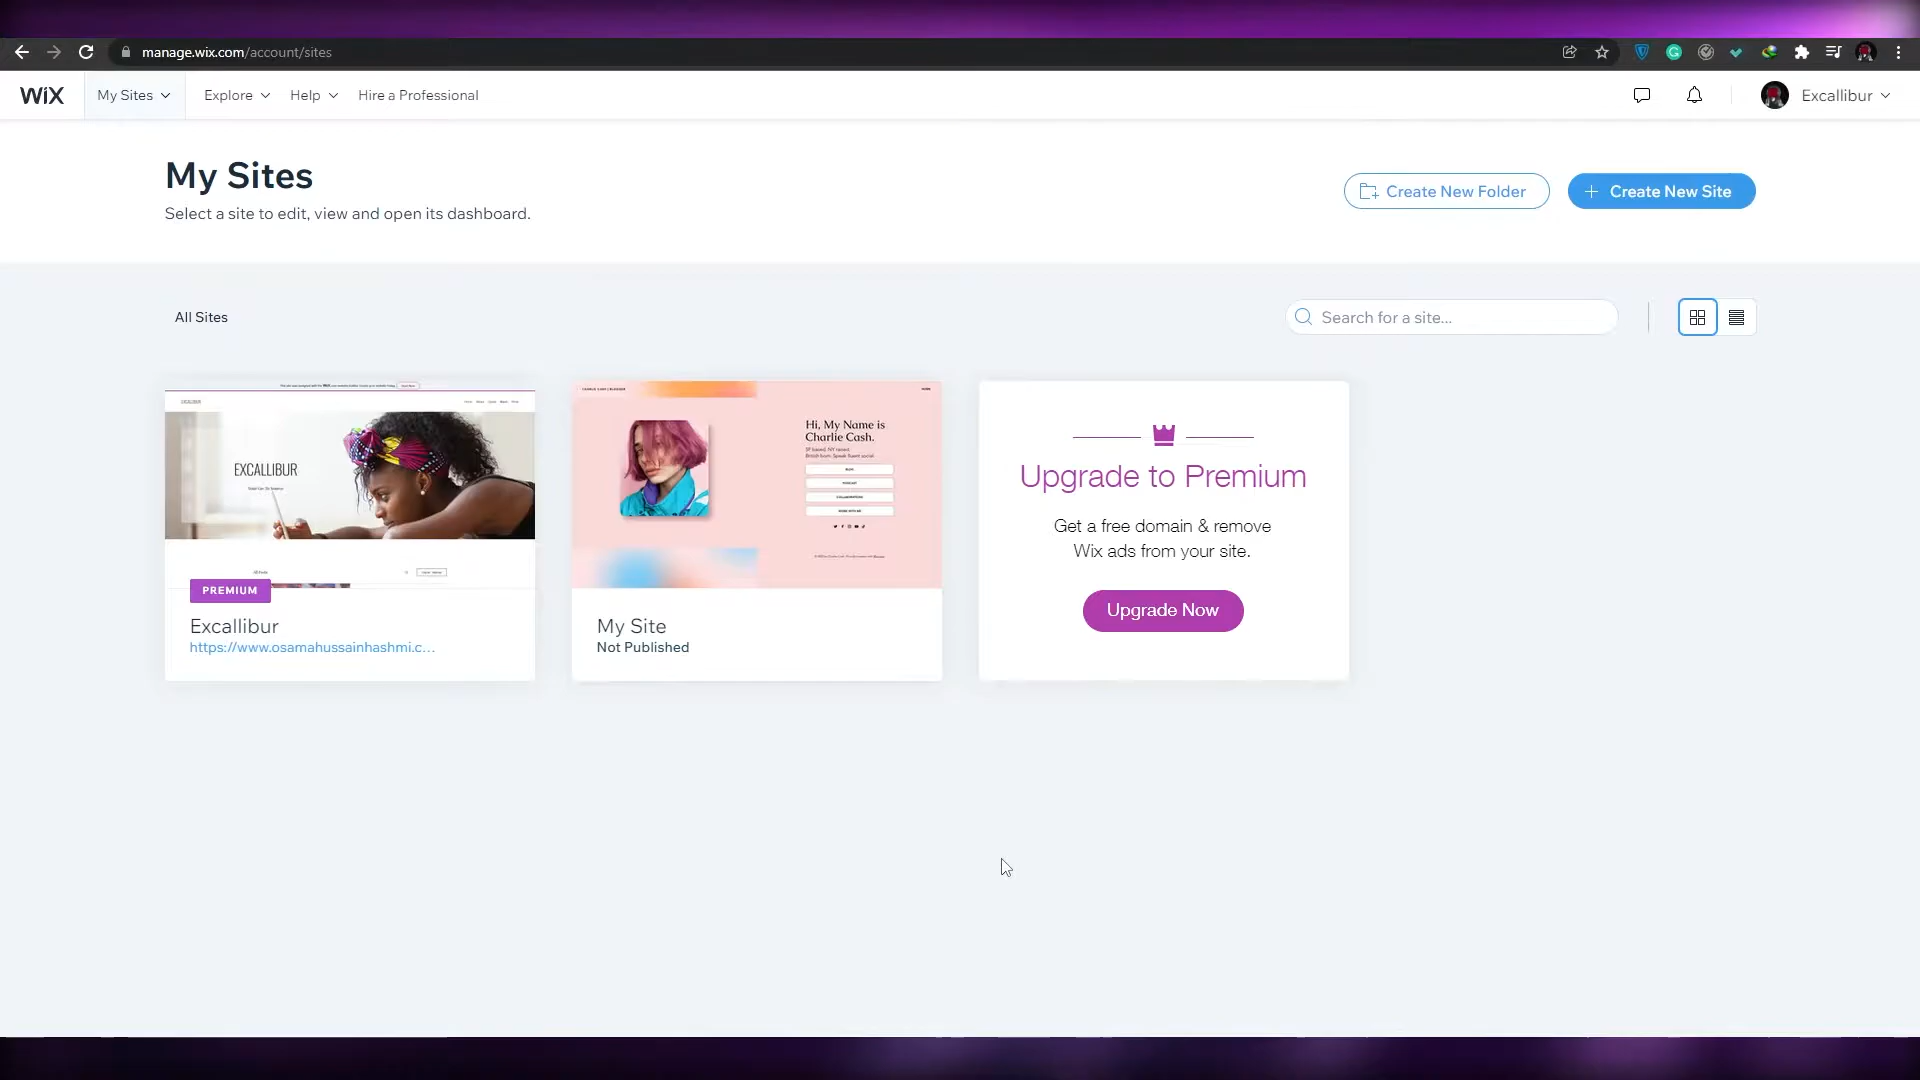 manage.wix.com/account/sites
WiX
My Sites
Explore
Help
Hire a Professional
Excallibur
My Sites
Select a site to edit, view and open its dashboard.
Create New Folder
Create New Site
All Sites
Search for a site...
EXCALLIBUR
PREMIUM
Excallibur
https://www.osamahussainhashmi.c...
Hi, My Name is
Charlie Cash.
My Site
Not Published
Upgrade to Premium
Get a free domain & remove
Wix ads from your site.
Upgrade Now